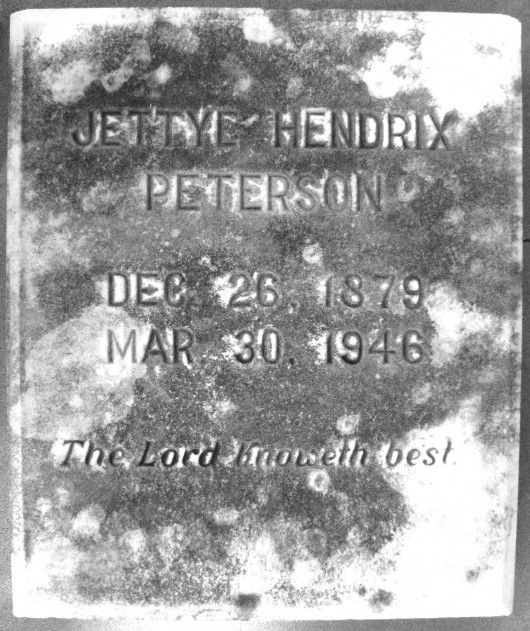 JETTYE HENDRIX
PETERSON
DEC. 26, 1879
MAR. 30, 1946
The Lord knoweth best.